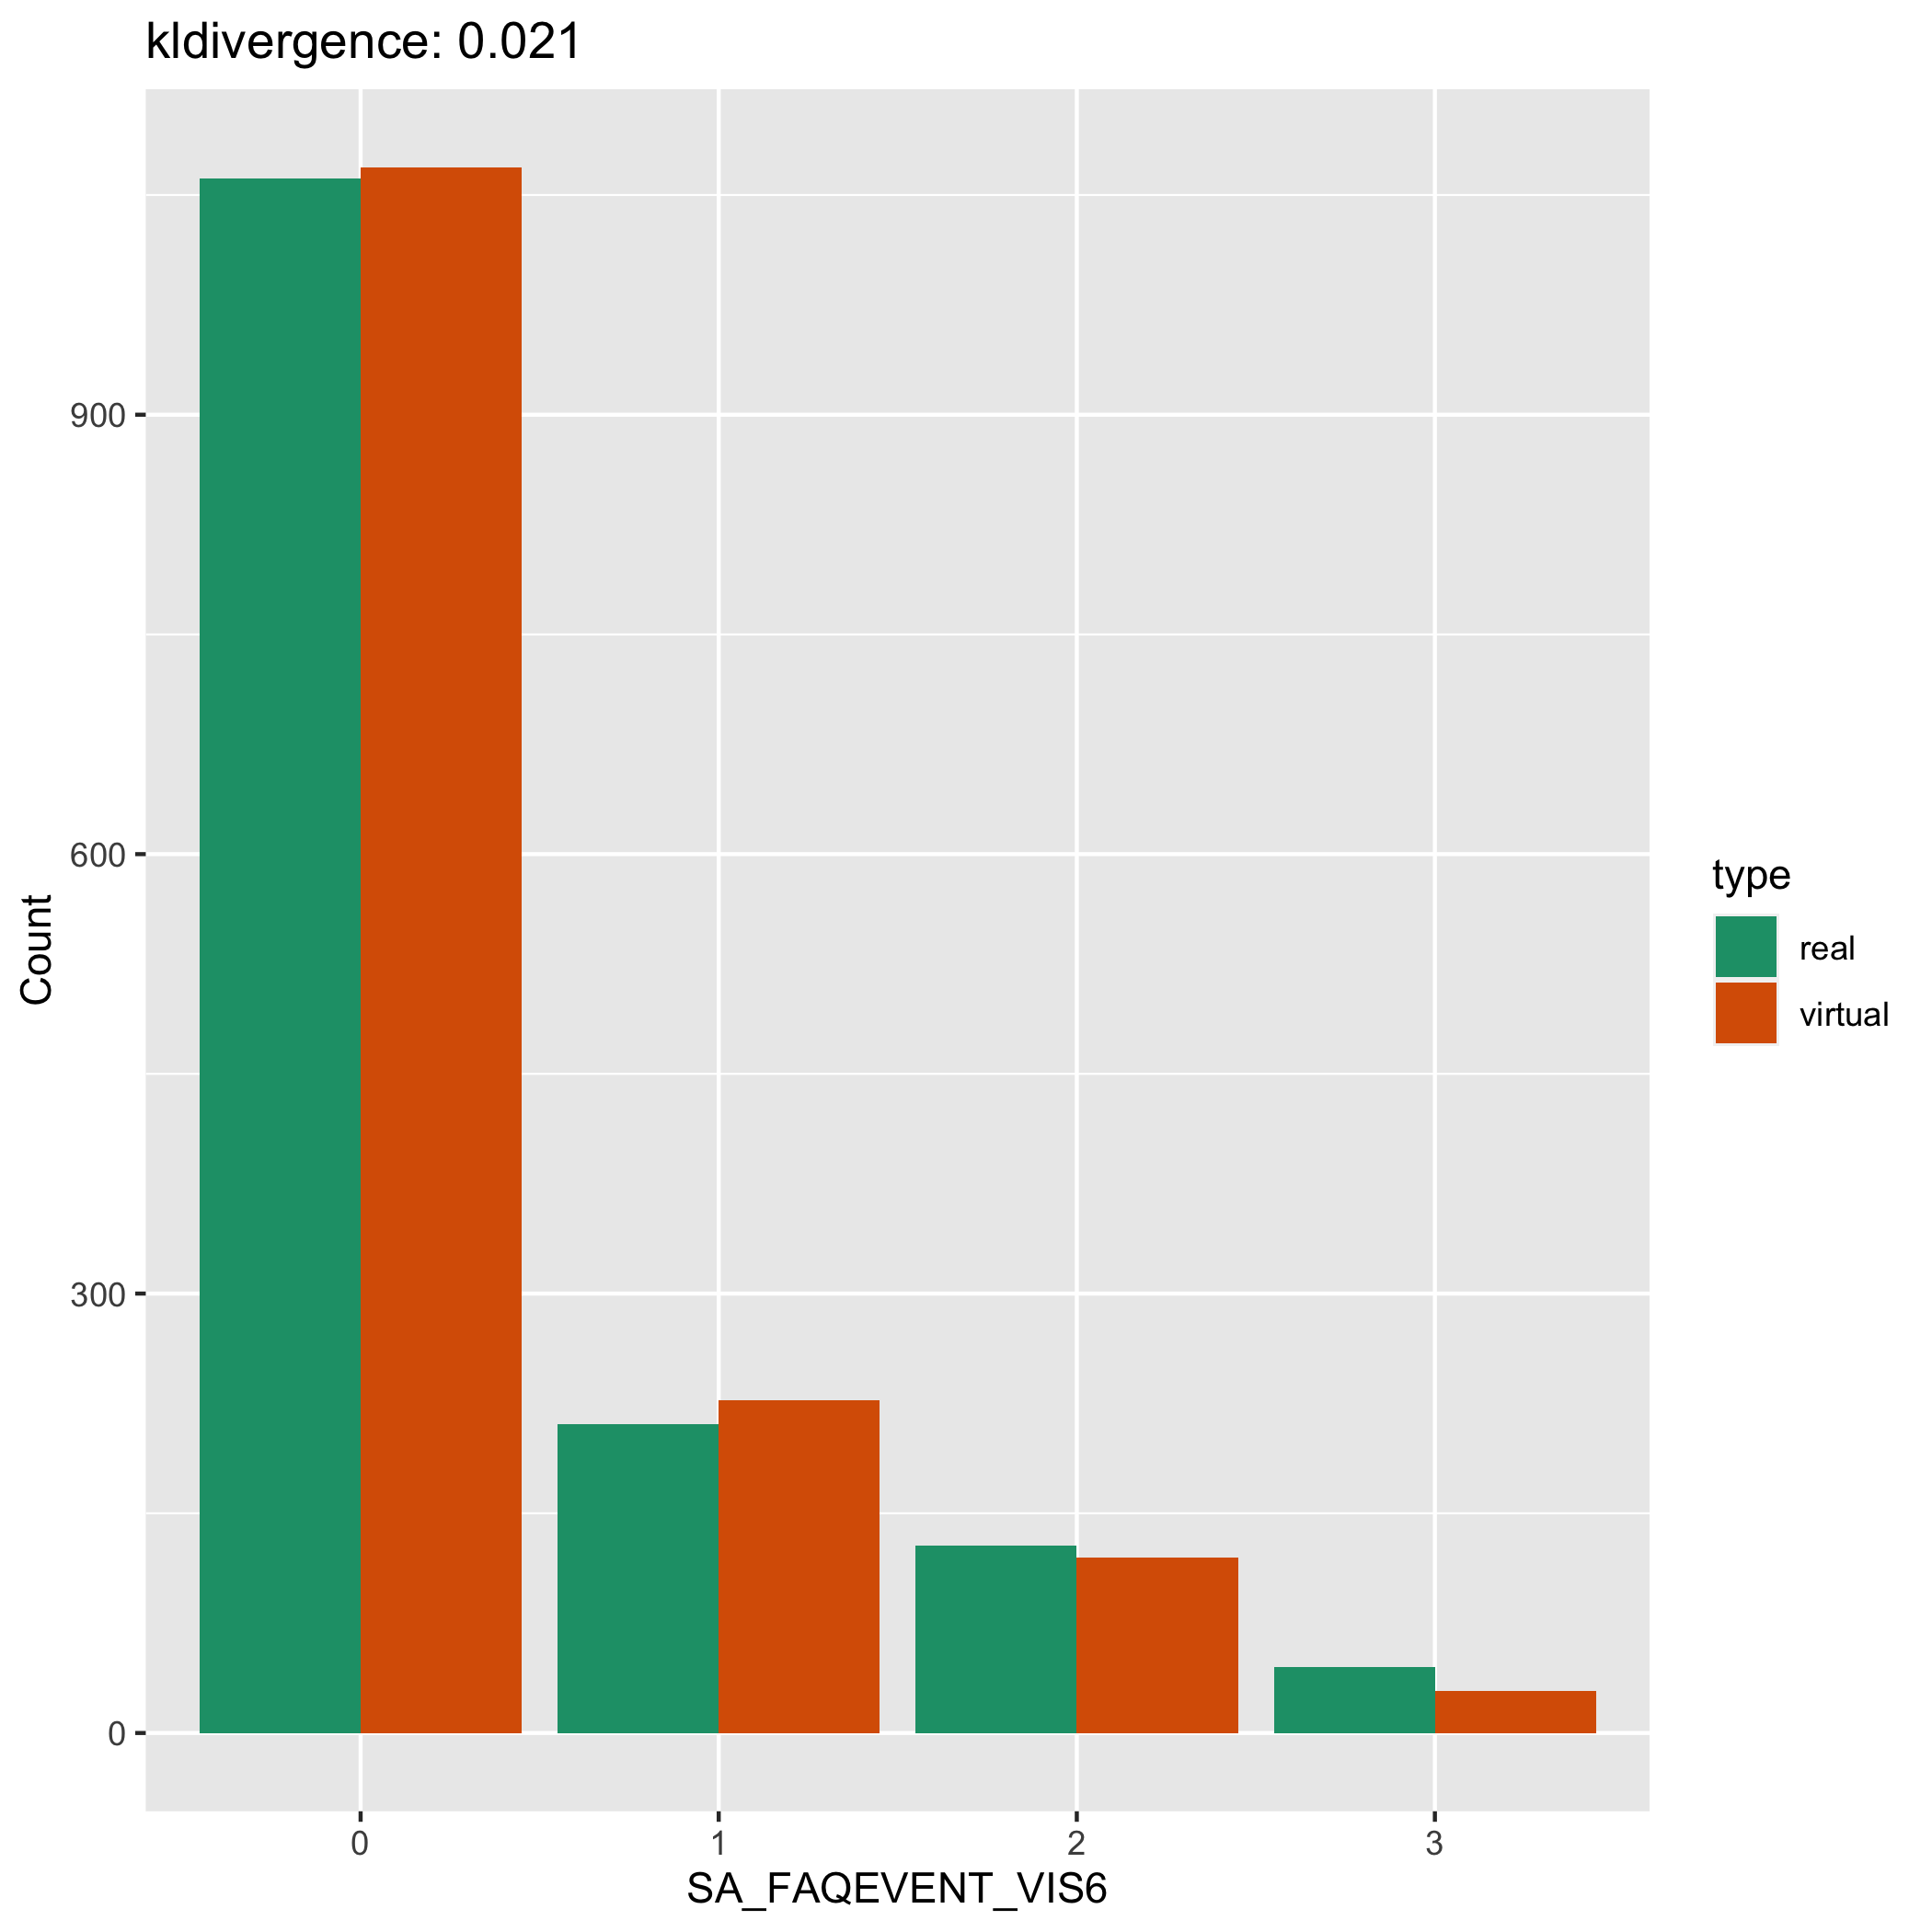 kldivergence: 0.021
900
600
300
0
Count
0
1
2
3
SA_FAQEVENT_VIS6
type
real
virtual